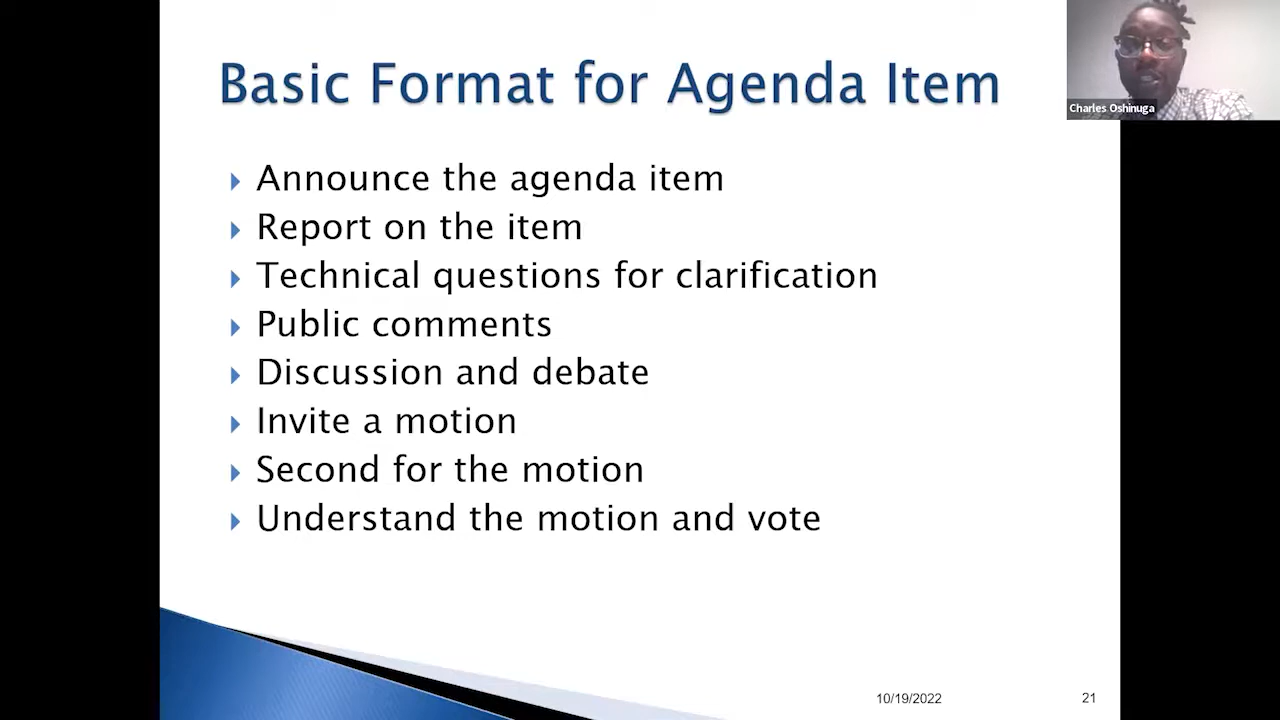 Basic Format for Agenda Item
Charles Oshinuga
Announce the agenda item
Report on the item
Technical questions for clarification
Public comments
Discussion and debate
Invite a motion
Second for the motion
Understand the motion and vote
10/19/2022
21